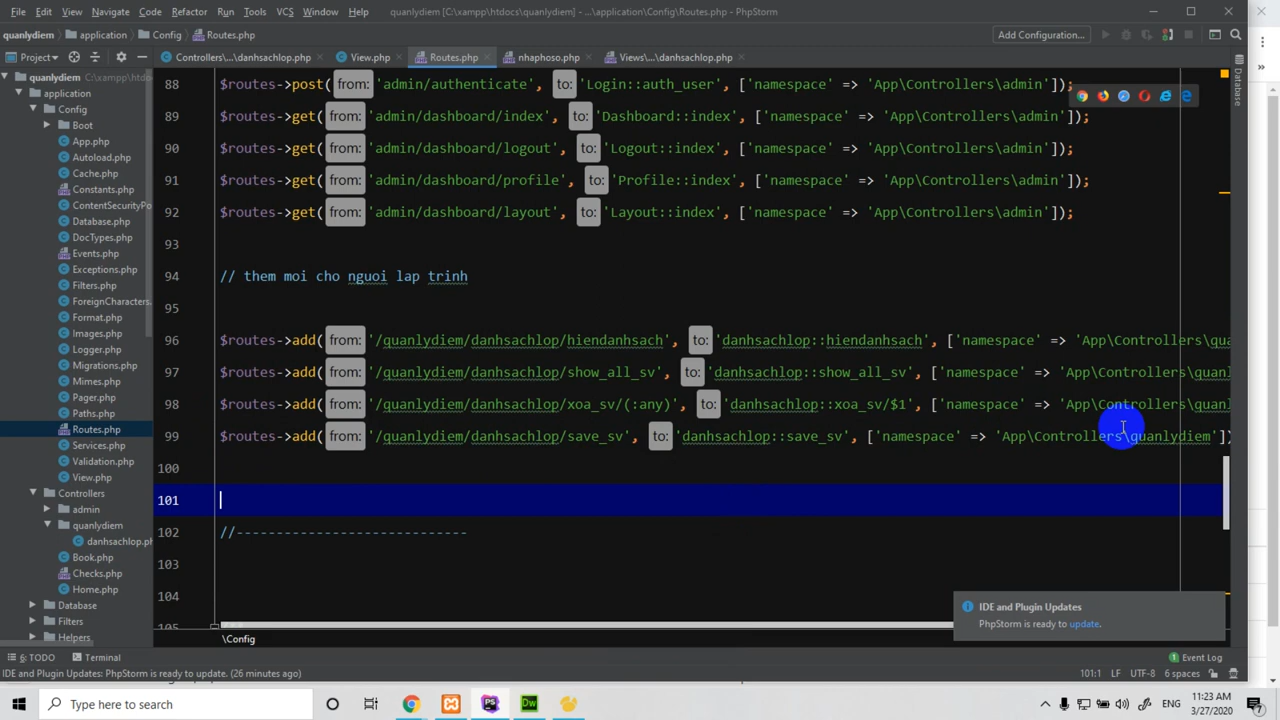 File Edit View Navigate Code Refactor Run Tools VCS Window Help quanlydiem [C:\xampp\htdocs\quanlydiem] - ...\application\Config\Routes.php - PhpStorm
quanlydiem application Config Routes.php Add Configuration...
Project Controllers\...\danhsachlop.php View.php Routes.php nhaphoso.php Views\...\danhsachlop.php
quanlydiem C:\xamp
application
Config
Boot
App.php
Autoload.php
Cache.php
Constants.php
ContentSecurityPo
Database.php
DocTypes.php
Events.php
Exceptions.php
Filters.php
ForeignCharacters.
Format.php
Images.php
Logger.php
Migrations.php
Mimes.php
Pager.php
Paths.php
Routes.php
Services.php
Validation.php
View.php
Controllers
admin
quanlydiem
danhsachlop.ph
Book.php
Checks.php
Home.php
Database
Filters
Helpers
88 $routes->post( from: 'admin/authenticate', to: 'Login::auth_user', ['namespace' => 'App\Controllers\admin']);
89 $routes->get( from: 'admin/dashboard/index', to: 'Dashboard::index', ['namespace' => 'App\Controllers\admin']);
90 $routes->get( from: 'admin/dashboard/logout', to: 'Logout::index', ['namespace' => 'App\Controllers\admin']);
91 $routes->get( from: 'admin/dashboard/profile', to: 'Profile::index', ['namespace' => 'App\Controllers\admin']);
92 $routes->get( from: 'admin/dashboard/layout', to: 'Layout::index', ['namespace' => 'App\Controllers\admin']);
93
94 // them moi cho nguoi lap trinh
95
96 $routes->add( from: '/quanlydiem/danhsachlop/hiendanhsach', to: 'danhsachlop::hiendanhsach', ['namespace' => 'App\Controllers\qua
97 $routes->add( from: '/quanlydiem/danhsachlop/show_all_sv', to: 'danhsachlop::show_all_sv', ['namespace' => 'App\Controllers\quanl
98 $routes->add( from: '/quanlydiem/danhsachlop/xoa_sv/(:any)', to: 'danhsachlop::xoa_sv/$1', ['namespace' => 'App\Controllers\quanl
99 $routes->add( from: '/quanlydiem/danhsachlop/save_sv', to: 'danhsachlop::save_sv', ['namespace' => 'App\Controllers\quanlydiem'])
100
101
102 //-----------------------------
103
104
105
\Config
Database
IDE and Plugin Updates
PhpStorm is ready to update.
6: TODO Terminal 1 Event Log
IDE and Plugin Updates: PhpStorm is ready to update. (26 minutes ago) 101:1 LF UTF-8 6 spaces
Type here to search PS Dw ENG 11:23 AM
3/27/2020 7